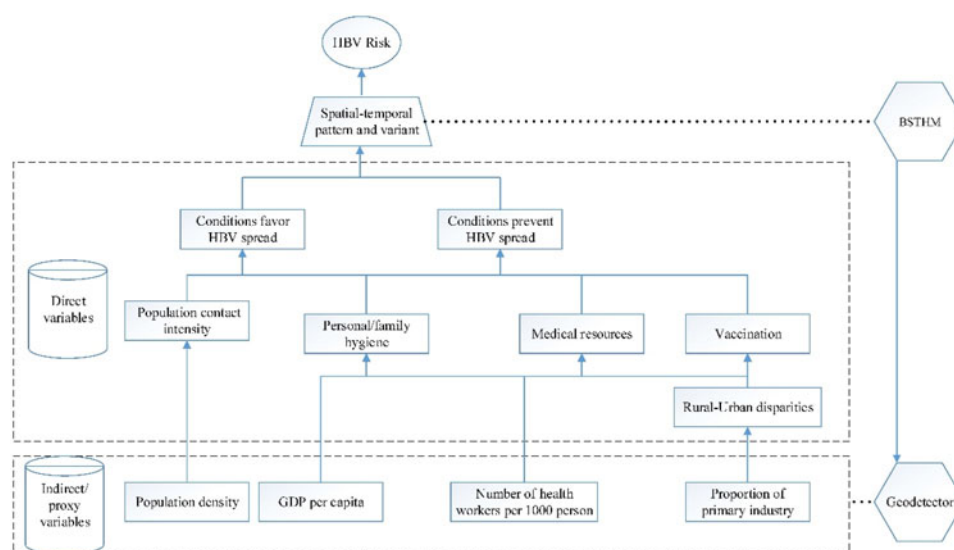 HBV Risk
Spatial-temporal
pattern and variant
BSTHM
Conditions favor
HBV spread
Conditions prevent
HBV spread
Direct
variables
Population contact
intensity
Personal/family
hygiene
Medical resources
Vaccination
Rural-Urban disparities
Indirect/
proxy
variables
Population density
GDP per capita
Number of health
workers per 1000 person
Proportion of
primary industry
Geodetector